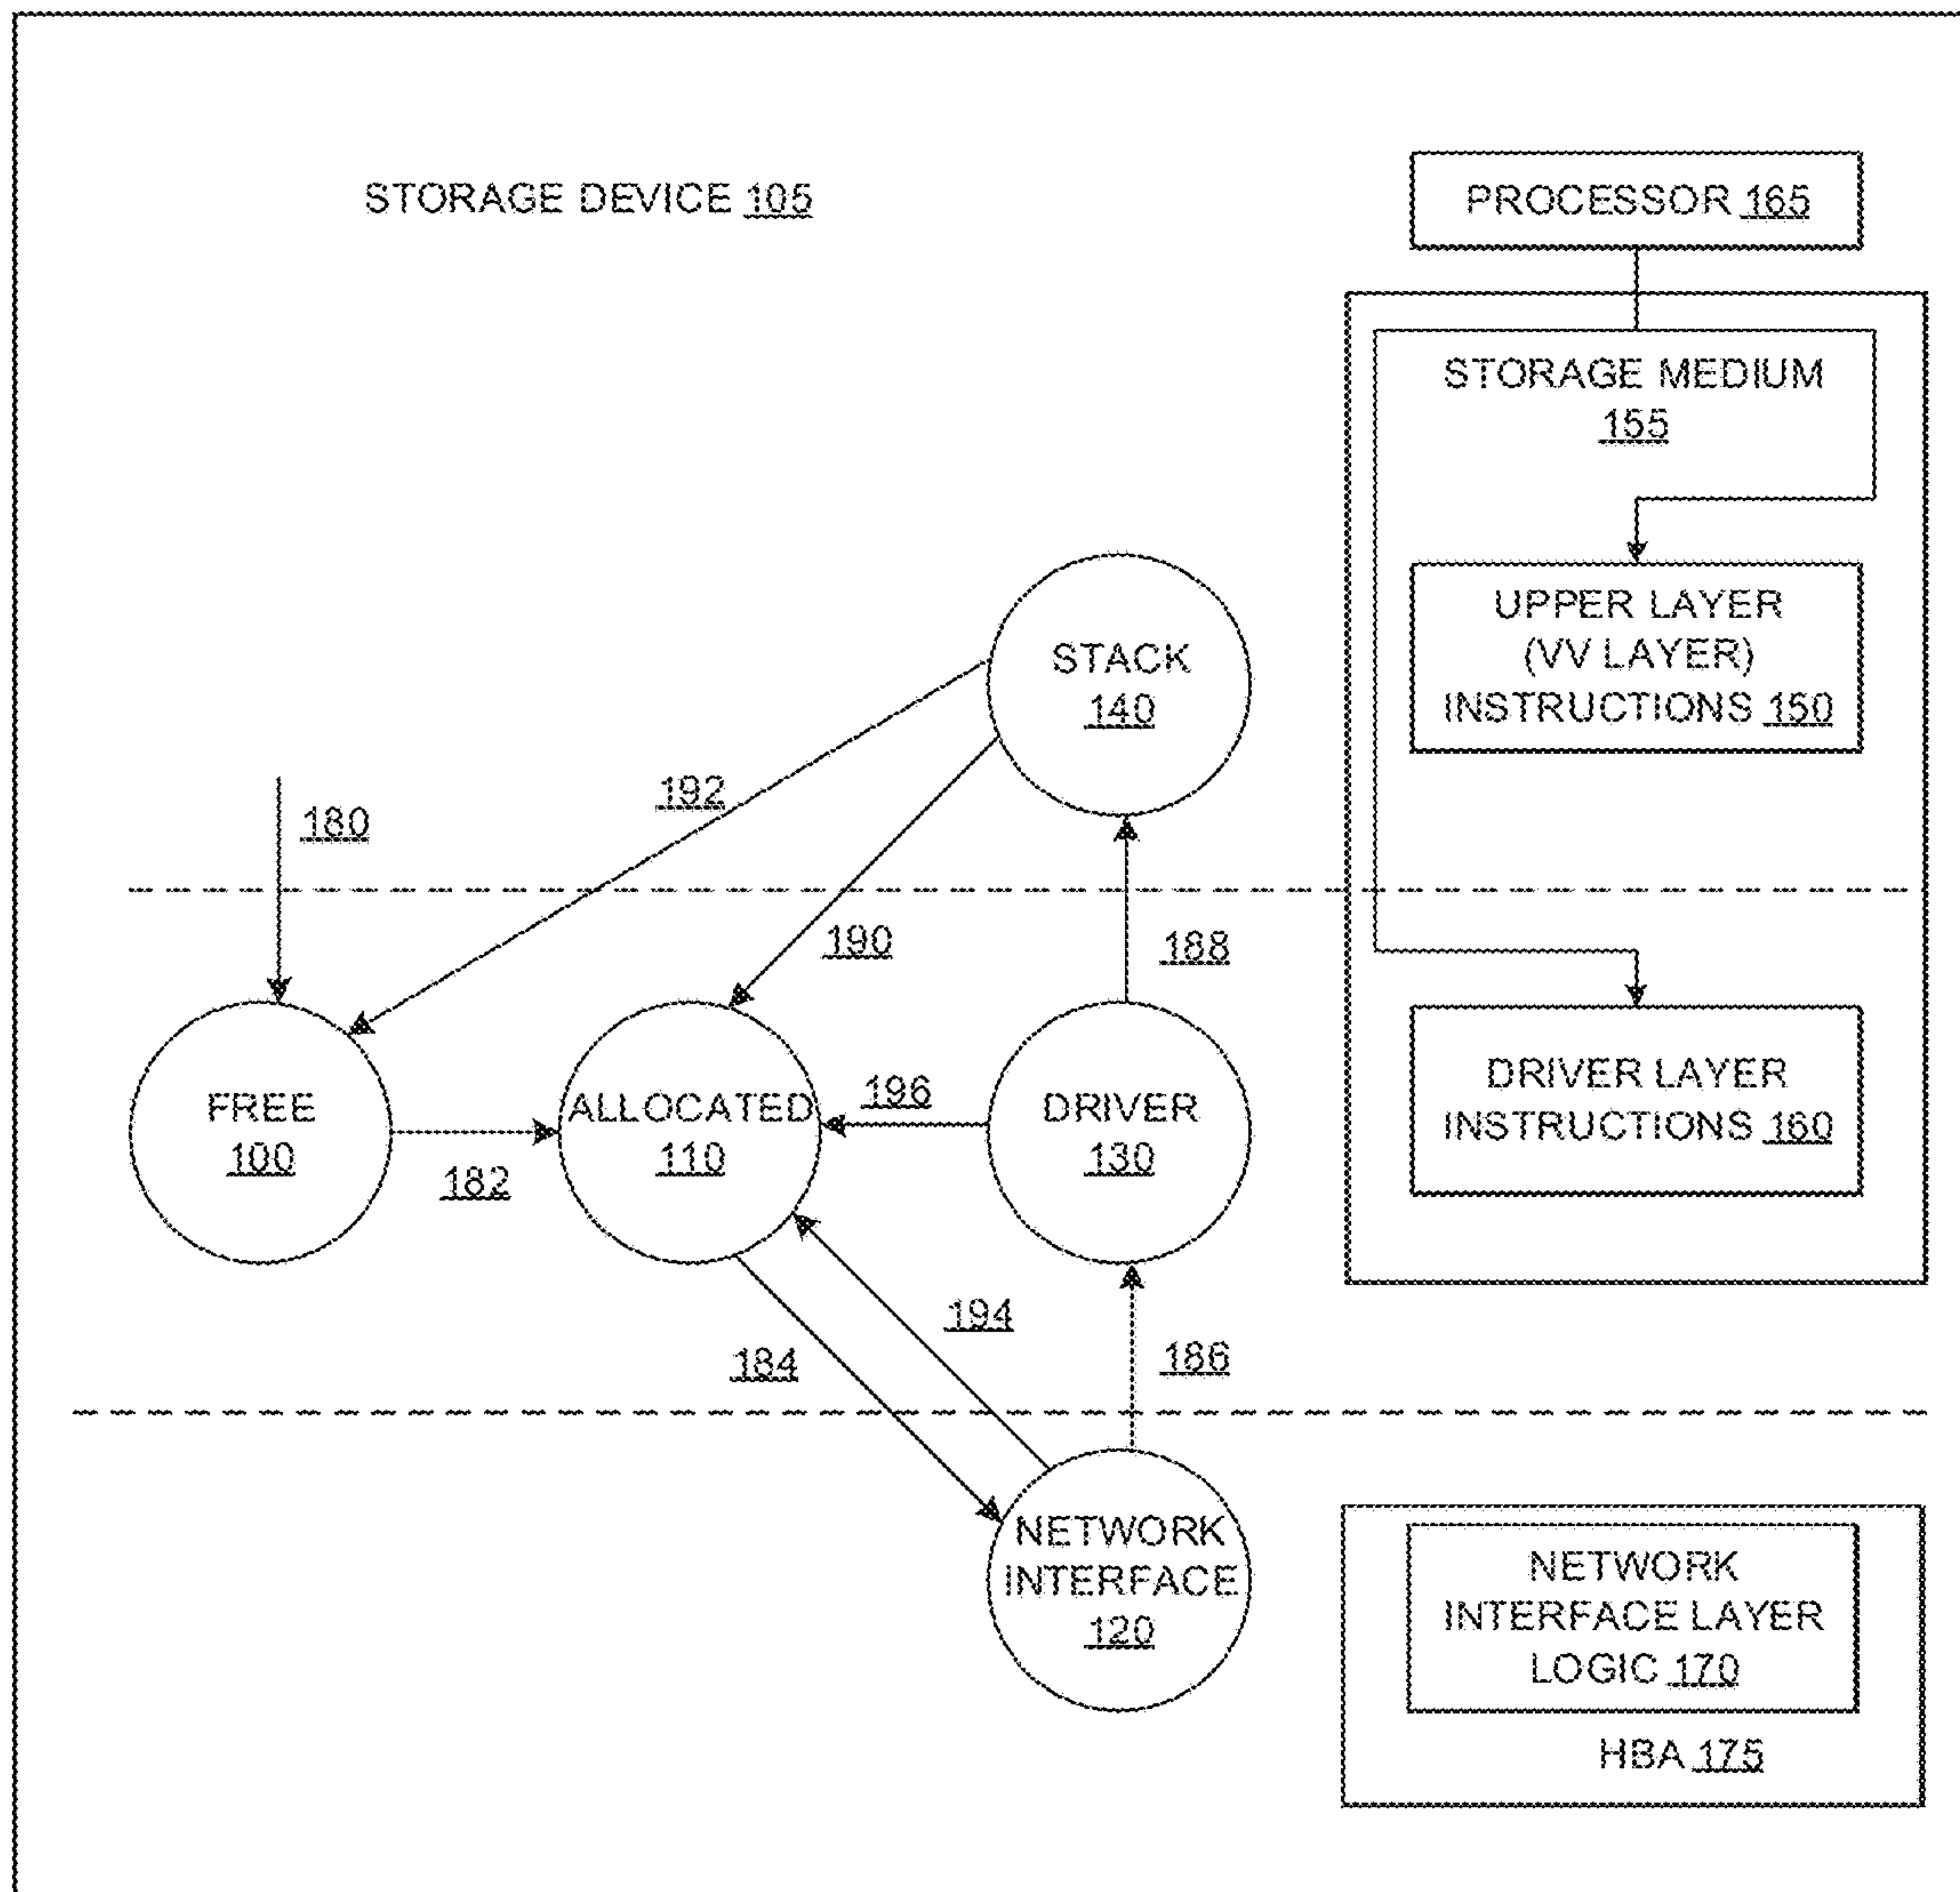 STORAGE DEVICE 105
PROCESSOR 165
STORAGE MEDIUM
155
UPPER LAYER
(VV LAYER)
INSTRUCTIONS 150
STACK
140
192
180
190
188
FREE
100
182
ALLOCATED
110
196
DRIVER
130
DRIVER LAYER
INSTRUCTIONS 160
194
184
186
NETWORK
INTERFACE
120
NETWORK
INTERFACE LAYER
LOGIC 170
HBA 175